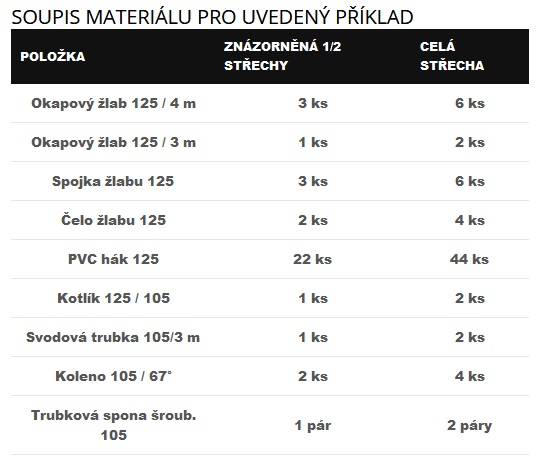 SOUPIS MATERIÁLU PRO UVEDENÝ PŘÍKLAD
POLOŽKA ZNÁZORNĚNÁ 1/2 STŘECHY CELÁ STŘECHA
Okapový žlab 125 / 4 m 3 ks 6 ks
Okapový žlab 125 / 3 m 1 ks 2 ks
Spojka žlabu 125 3 ks 6 ks
Čelo žlabu 125 2 ks 4 ks
PVC hák 125 22 ks 44 ks
Kotlík 125 / 105 1 ks 2 ks
Svodová trubka 105/3 m 1 ks 2 ks
Koleno 105 / 67° 2 ks 4 ks
Trubková spona šroub. 105 1 pár 2 páry